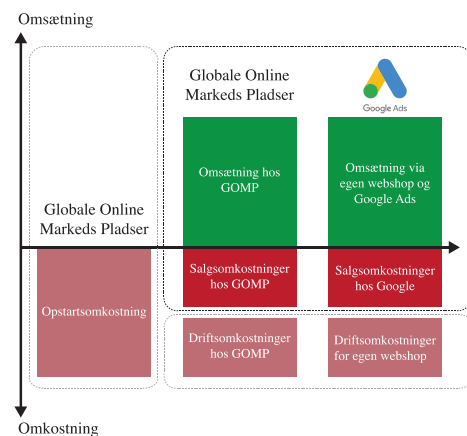 Omsætning
Globale Online
Markeds Pladser
Google Ads
Omsætning hos
GOMP
Omsætning via
egen webshop og
Google Ads
Globale Online
Markeds Pladser
Opstartsomkostning
Salgsomkostninger
hos GOMP
Salgsomkostninger
hos Google
Driftsomkostninger
hos GOMP
Driftsomkostninger
for egen webshop
Omkostning